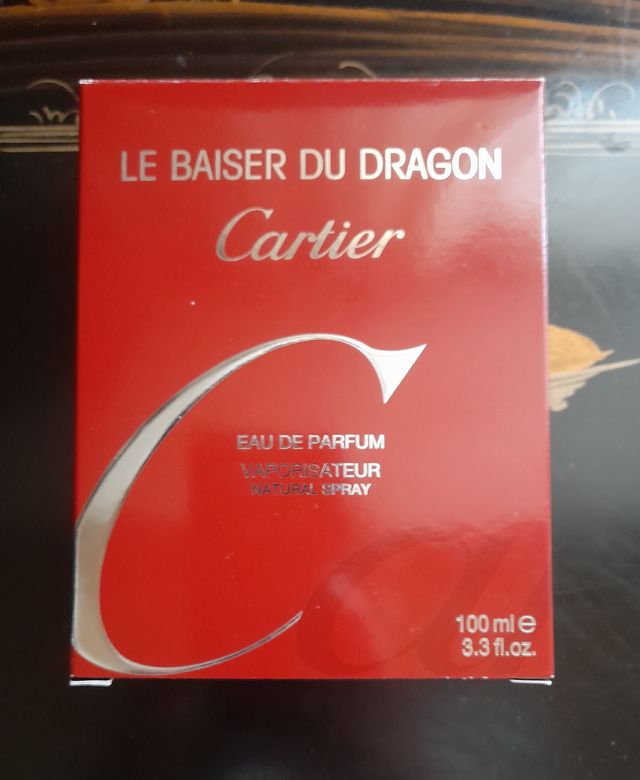 LE BAISER DU DRAGON
Cartier
C
EAU DE PARFUM
VAPORISATEUR
NATURAL SPRAY
a
100 ml ℮
3.3 fl.oz.